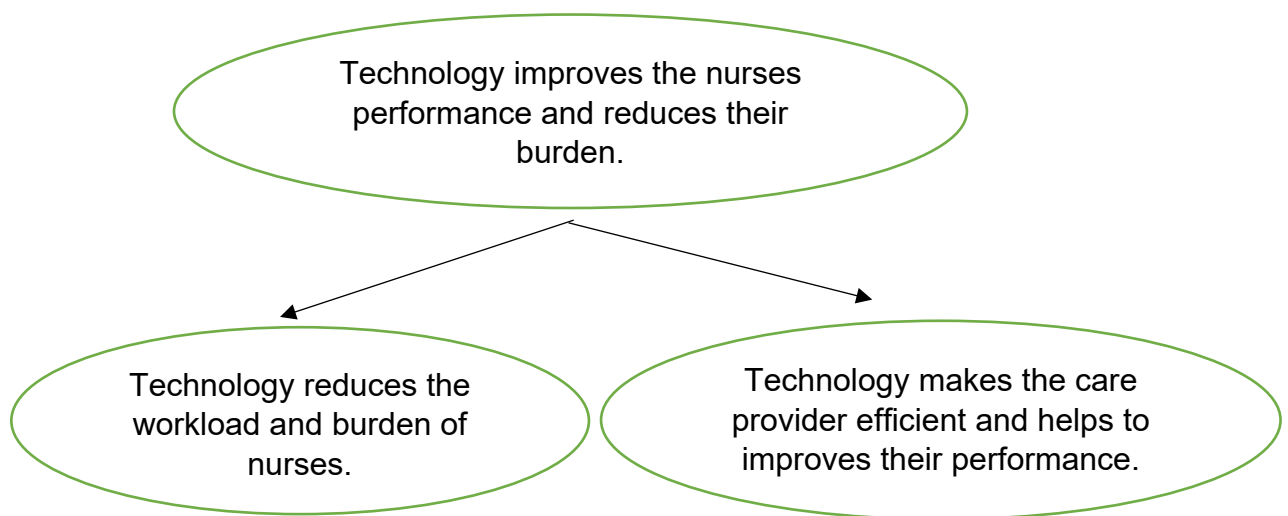 Technology improves the nurses
performance and reduces their
burden.
Technology reduces the
workload and burden of
nurses.
Technology makes the care
provider efficient and helps to
improves their performance.